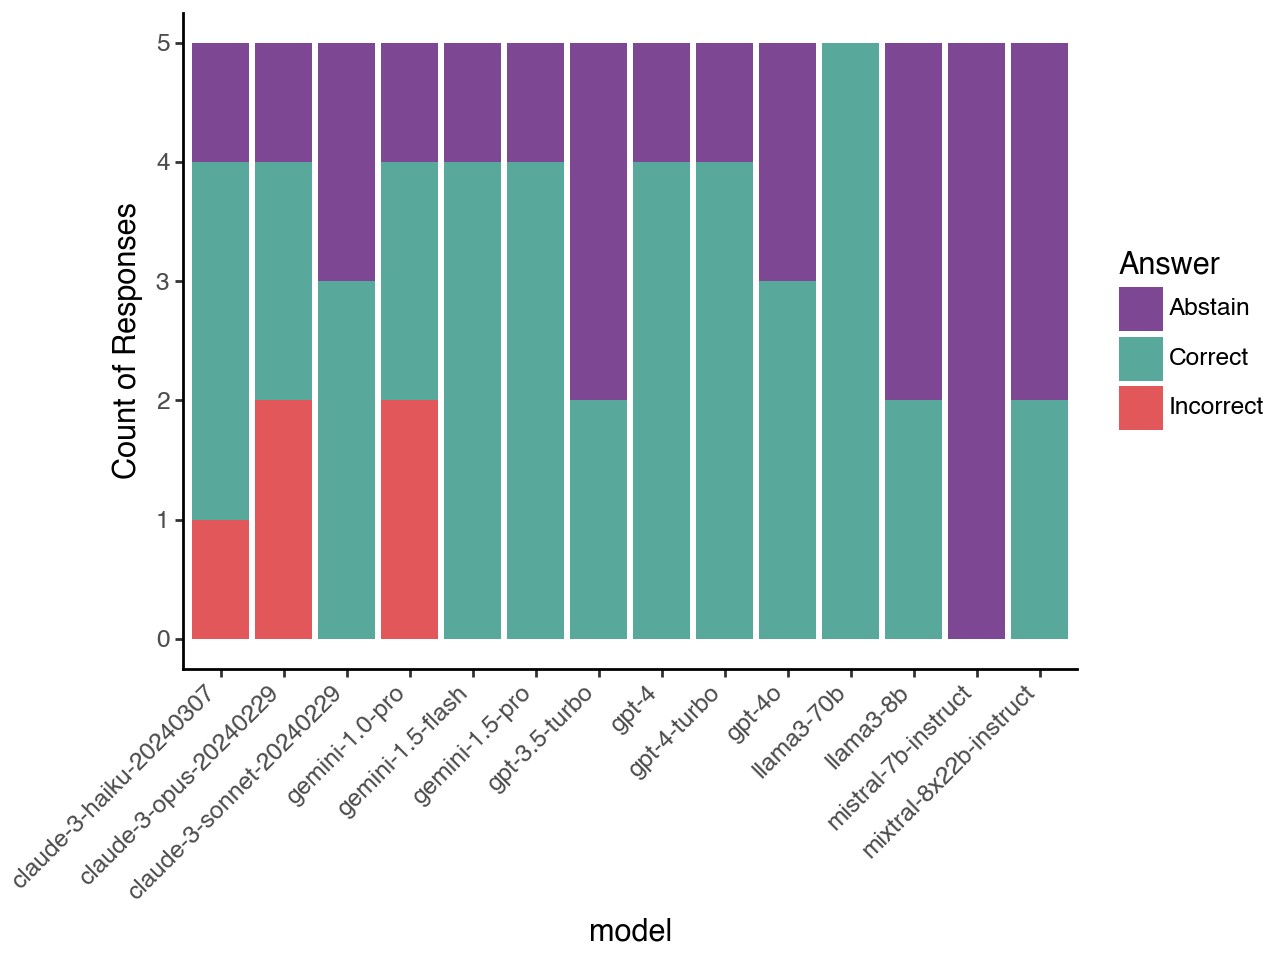 5
4
3
2
1
0
Count of Responses
claude-3-haiku-20240307
claude-3-opus-20240229
claude-3-sonnet-20240229
gemini-1.0-pro
gemini-1.5-flash
gemini-1.5-pro
gpt-3.5-turbo
gpt-4
gpt-4-turbo
gpt-4o
llama3-70b
llama3-8b
mistral-7b-instruct
mixtral-8x22b-instruct
model
Answer
Abstain
Correct
Incorrect